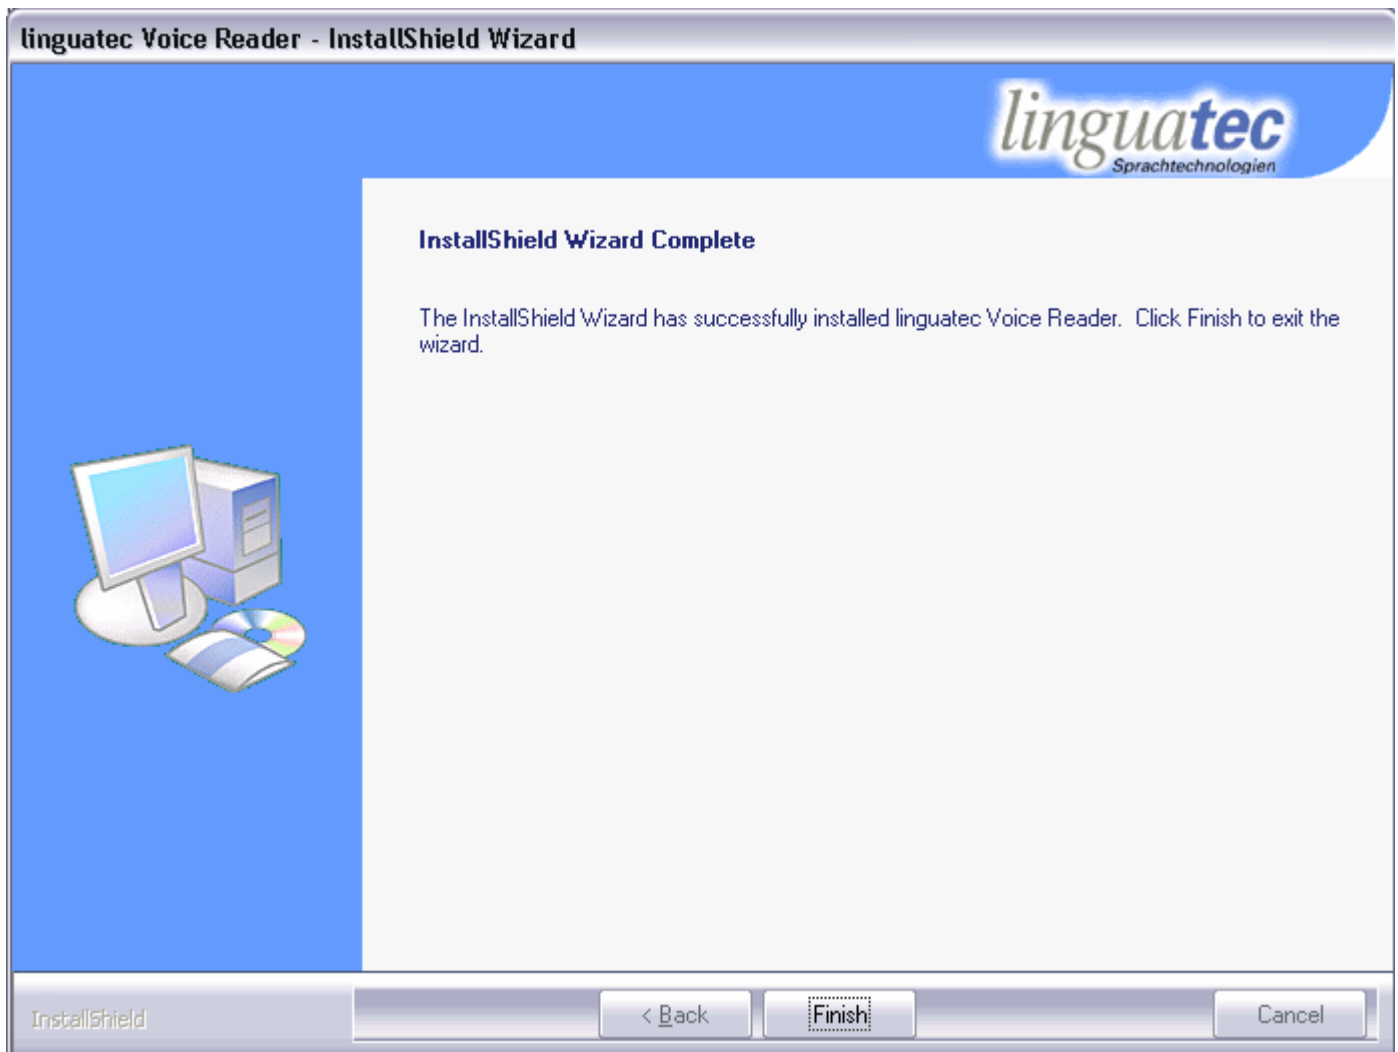 linguatec Voice Reader - InstallShield Wizard
linguatec
Sprachtechnologien
InstallShield Wizard Complete
The InstallShield Wizard has successfully installed linguatec Voice Reader.  Click Finish to exit the
wizard.
InstallShield
< Back
Finish
Cancel